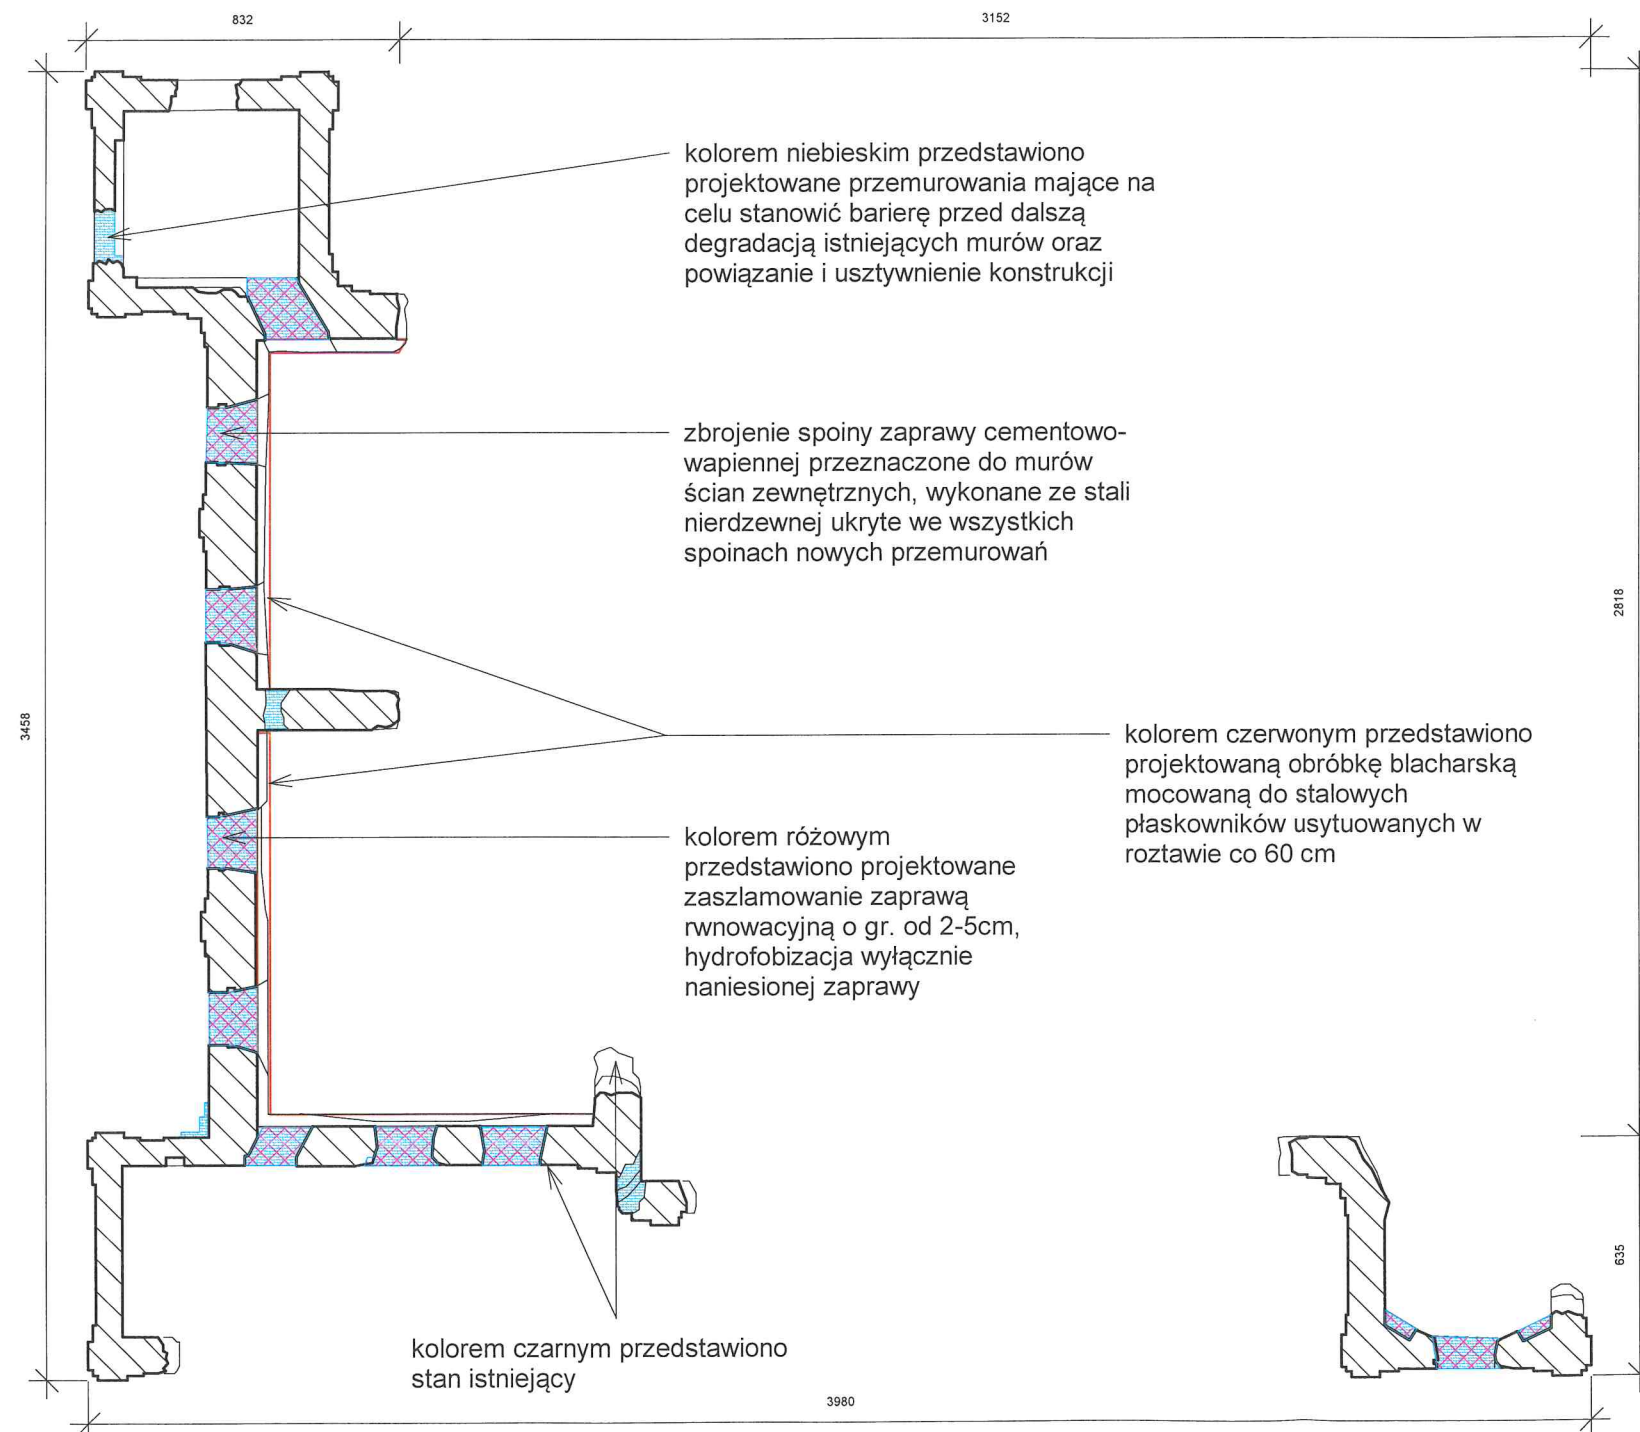 832
3152
kolorem niebieskim przedstawiono
projektowane przemurowania mające na
celu stanowić barierę przed dalszą
degradacją istniejących murów oraz
powiązanie i usztywnienie konstrukcji
zbrojenie spoiny zaprawy cementowo-
wapiennej przeznaczone do murów
ścian zewnętrznych, wykonane ze stali
nierdzewnej ukryte we wszystkich
spoinach nowych przemurowań
2818
3458
kolorem czerwonym przedstawiono
projektowaną obróbkę blacharską
mocowaną do stalowych
płaskowników usytuowanych w
roztawie co 60 cm
kolorem różowym
przedstawiono projektowane
zaszlamowanie zaprawą
rwnowacyjną o gr. od 2-5cm,
hydrofobizacja wyłącznie
naniesionej zaprawy
635
kolorem czarnym przedstawiono
stan istniejący
3980